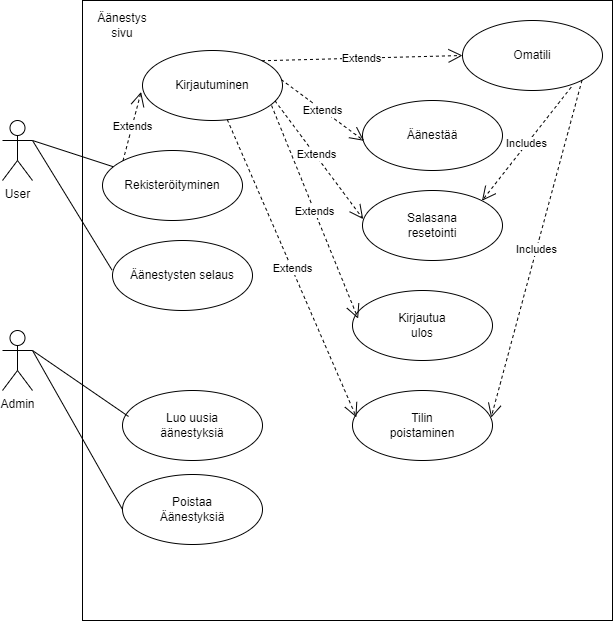 Äänestys
sivu
Kirjautuminen
Extends
Omatili
Extends
Extends
Äänestää
Includes
User
Rekisteröityminen
Extends
Salasana
resetointi
Extends
Äänestysten selaus
Extends
Includes
Kirjautua
ulos
Admin
Luo uusia
äänestyksiä
Tilin
poistaminen
Poistaa
Äänestyksiä